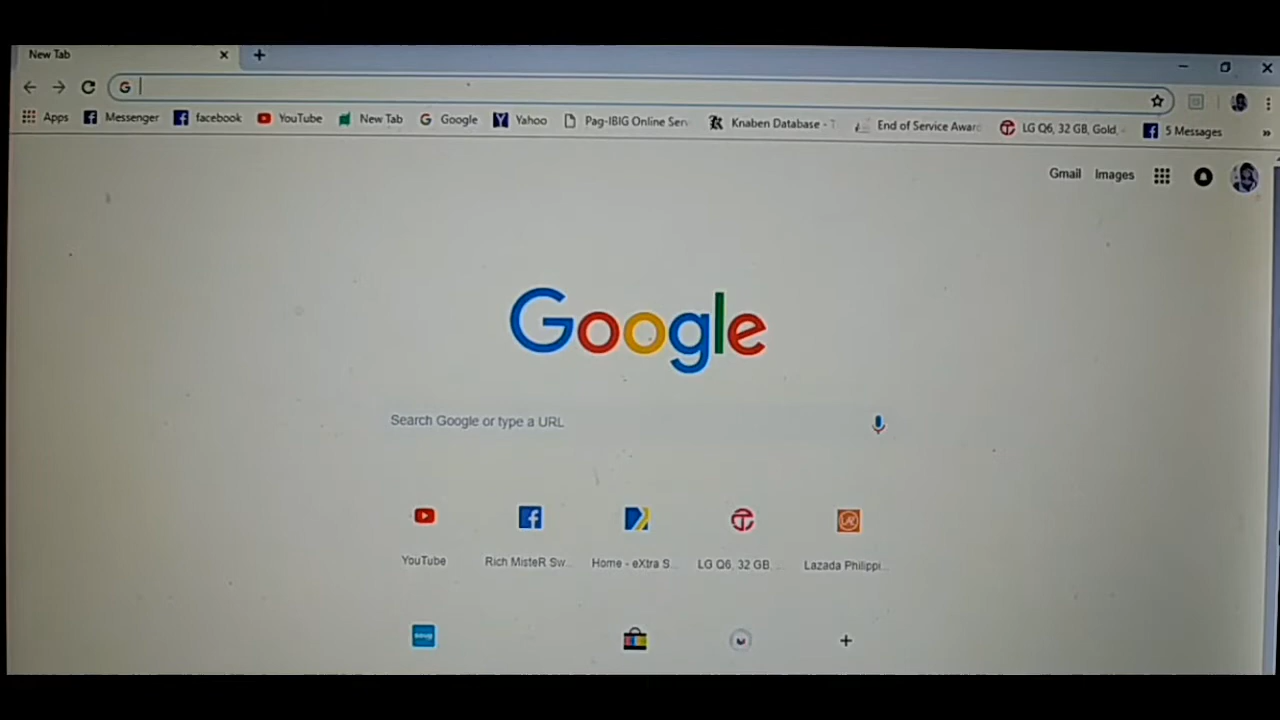 New Tab
G
Apps Messenger facebook YouTube New Tab Google Yahoo Pag-IBIG Online Serv Knaben Database - T End of Service Award LG Q6, 32 GB, Gold, - 5 Messages
Gmail Images
Google
Search Google or type a URL
YouTube Rich MisteR Sw... Home - eXtra S... LG Q6, 32 GB, ... Lazada Philippi...
souq